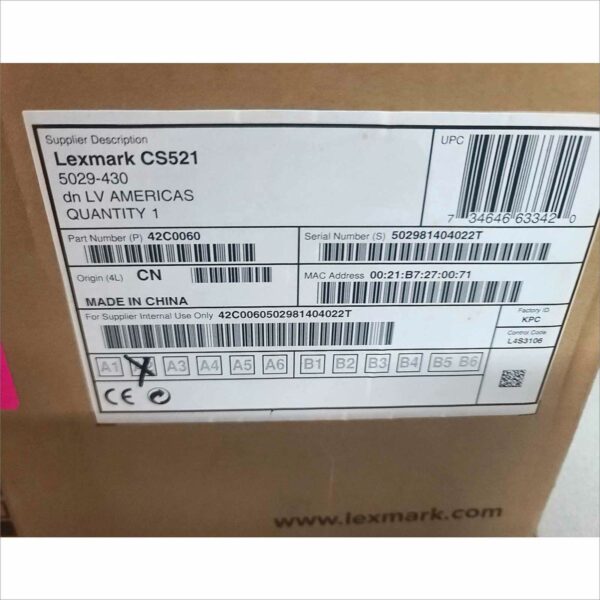 Supplier Description
Lexmark CS521
5029-430
dn LV AMERICAS
QUANTITY 1
UPC
7 34646 63342 0
Part Number (P) 42C0060
Serial Number (S) 502981404022T
Origin (4L) CN
MADE IN CHINA
MAC Address 00:21:B7:27:00:71
For Supplier Internal Use Only 42C0060502981404022T
Factory ID
KPC
Control Code
L4S3106
A1 A3 A4 A5 A6 B1 B2 B3 B4 B5 B6
CE
www.lexmark.com